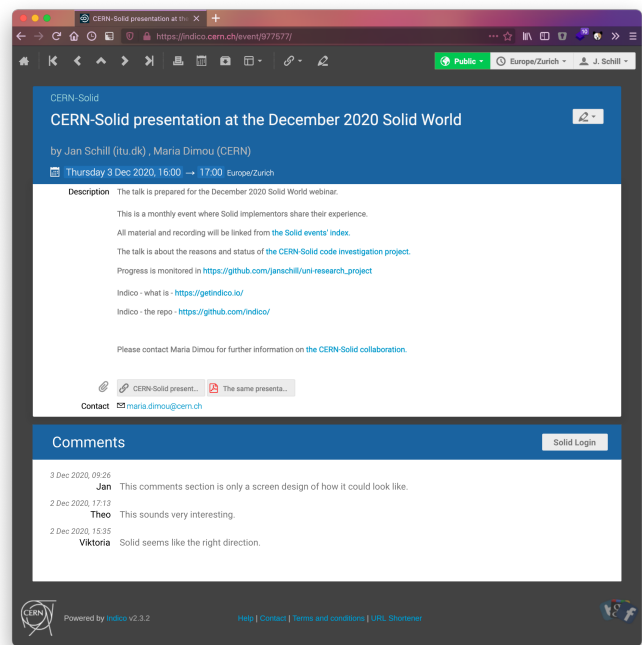 CERN-Solid presentation at the
https://indico.cern.ch/event/977577/
10
Public
Europe/Zurich
J. Schill
CERN-Solid
CERN-Solid presentation at the December 2020 Solid World
by Jan Schill (itu.dk) , Maria Dimou (CERN)
Thursday 3 Dec 2020, 16:00 → 17:00 Europe/Zurich
Description The talk is prepared for the December 2020 Solid World webinar.
This is a monthly event where Solid implementors share their experience.
All material and recording will be linked from the Solid events' index.
The talk is about the reasons and status of the CERN-Solid code investigation project.
Progress is monitored in https://github.com/janschill/uni-research_project
Indico - what is - https://getindico.io/
Indico - the repo - https://github.com/indico/
Please contact Maria Dimou for further information on the CERN-Solid collaboration.
CERN-Solid present... The same presenta...
Contact maria.dimou@cern.ch
Comments
Solid Login
3 Dec 2020, 09:26
Jan This comments section is only a screen design of how it could look like.
2 Dec 2020, 17:13
Theo This sounds very interesting.
2 Dec 2020, 15:35
Viktoria Solid seems like the right direction.
CERN
Powered by Indico v2.3.2
Help | Contact | Terms and conditions | URL Shortener